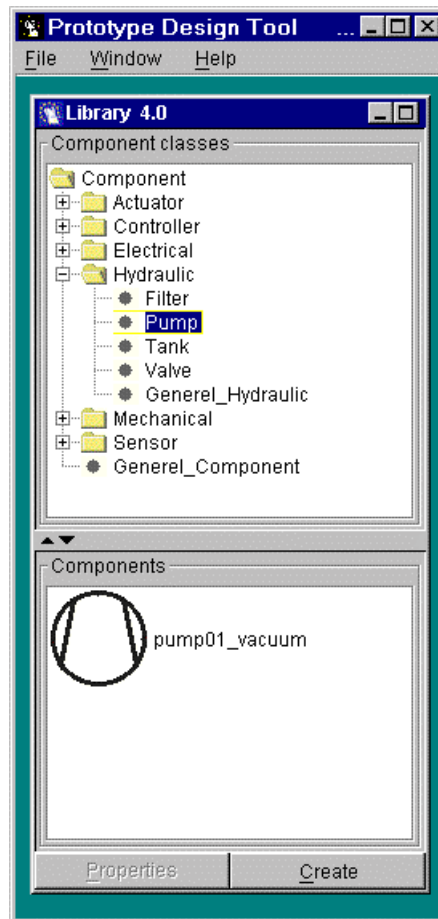 Prototype Design Tool ...
File Window Help
Library 4.0
Component classes
Component
Actuator
Controller
Electrical
Hydraulic
Filter
Pump
Tank
Valve
Generel_Hydraulic
Mechanical
Sensor
Generel_Component
Components
pump01_vacuum
Properties Create